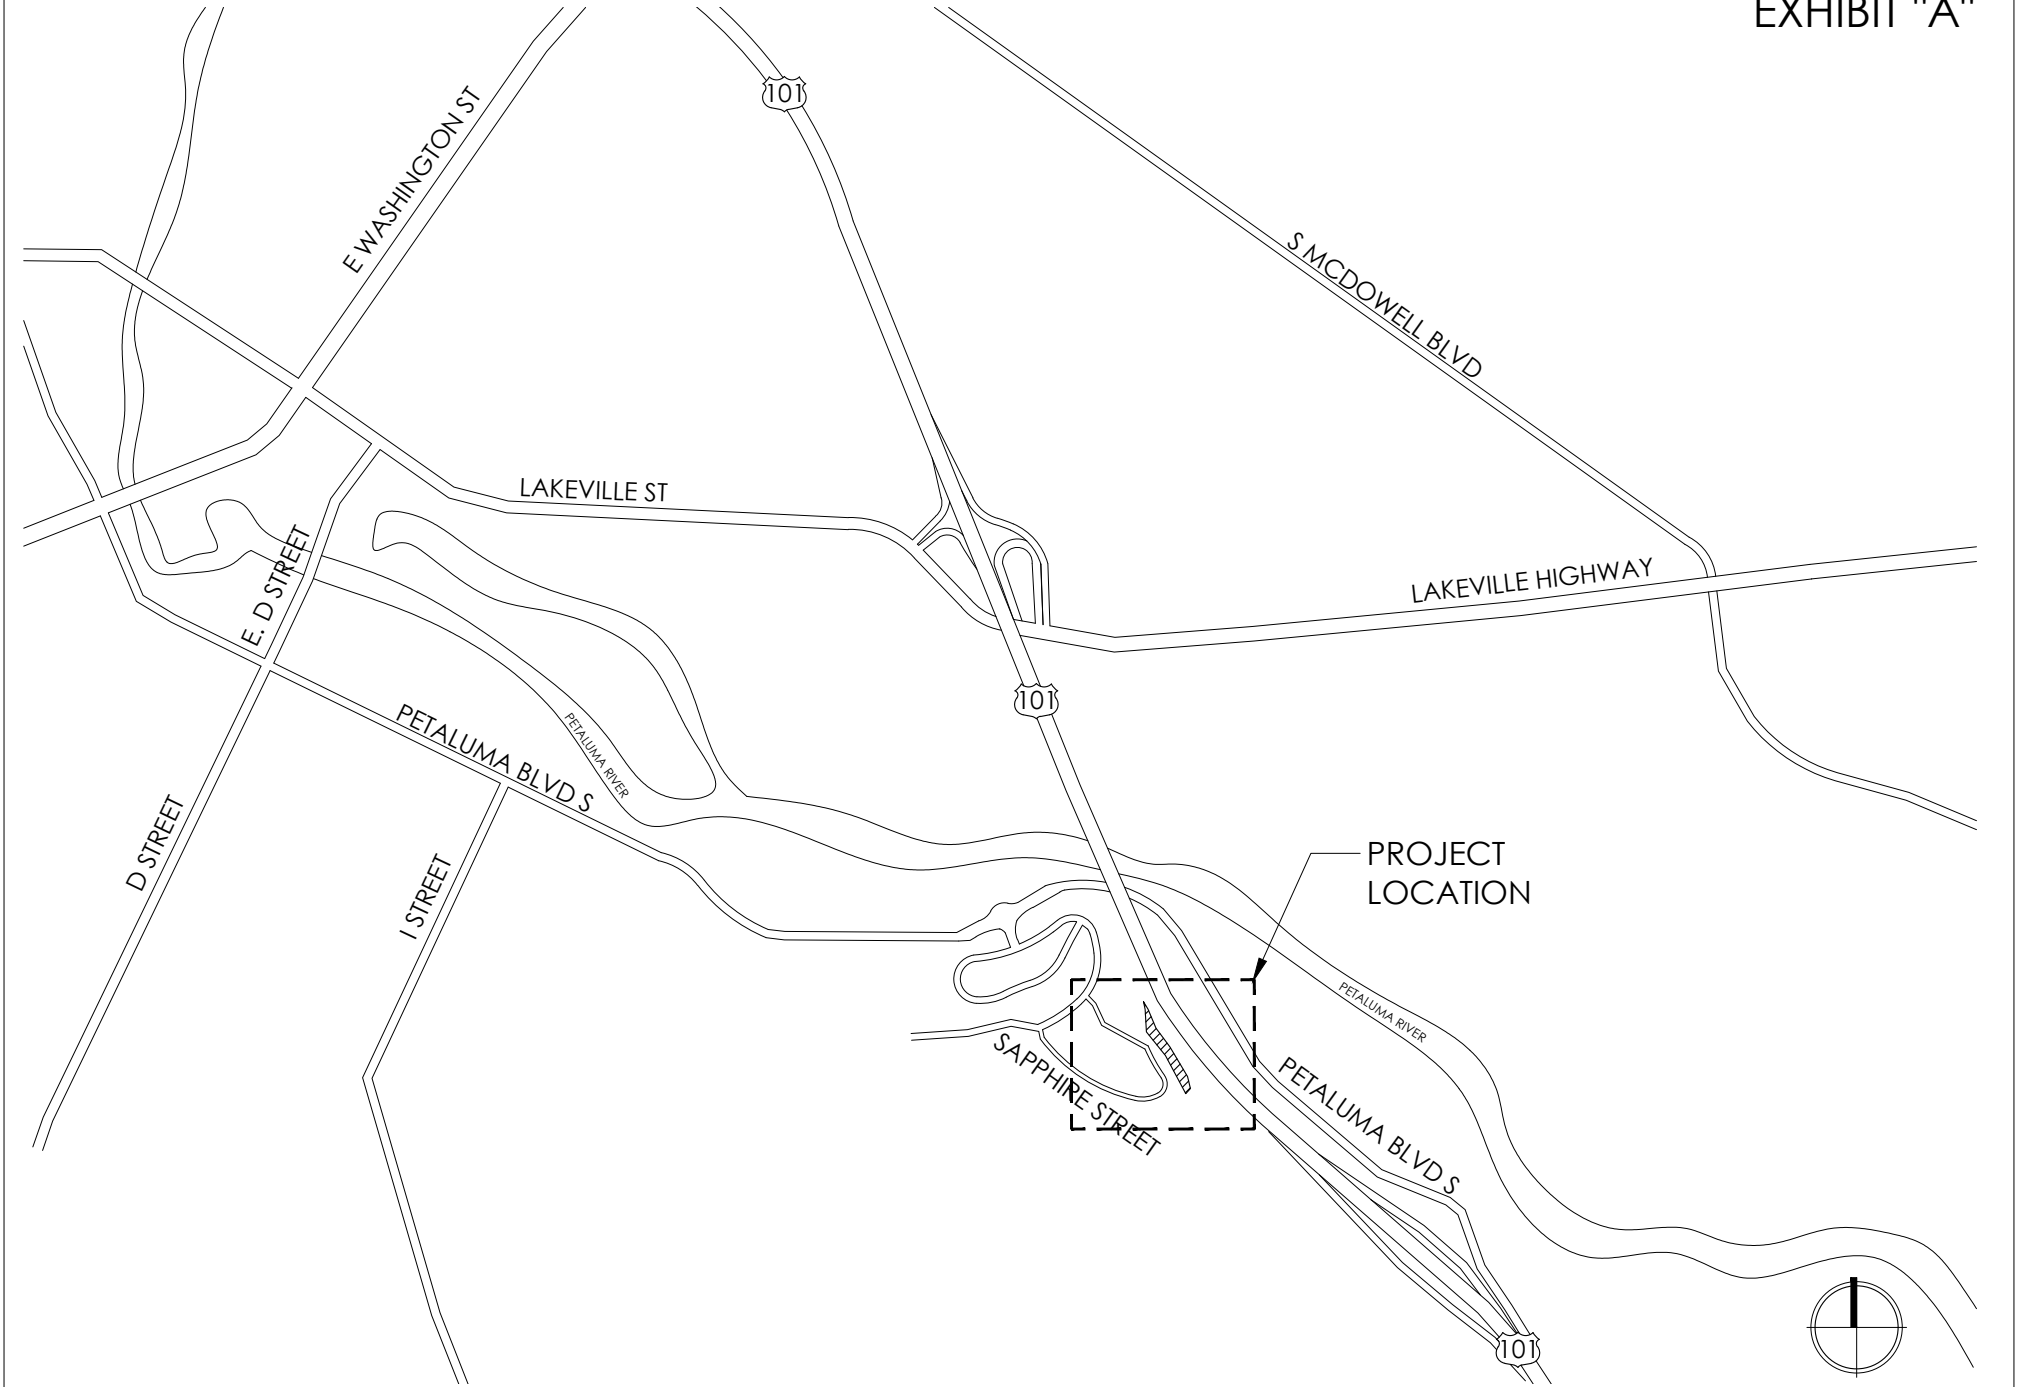 EXHIBIT "A"
101
E WASHINGTON ST
S MCDOWELL BLVD
LAKEVILLE ST
LAKEVILLE HIGHWAY
E. D STREET
101
PETALUMA BLVD S
PETALUMA RIVER
D STREET
I STREET
PROJECT
LOCATION
PETALUMA RIVER
SAPPHIRE STREET
PETALUMA BLVD S
101